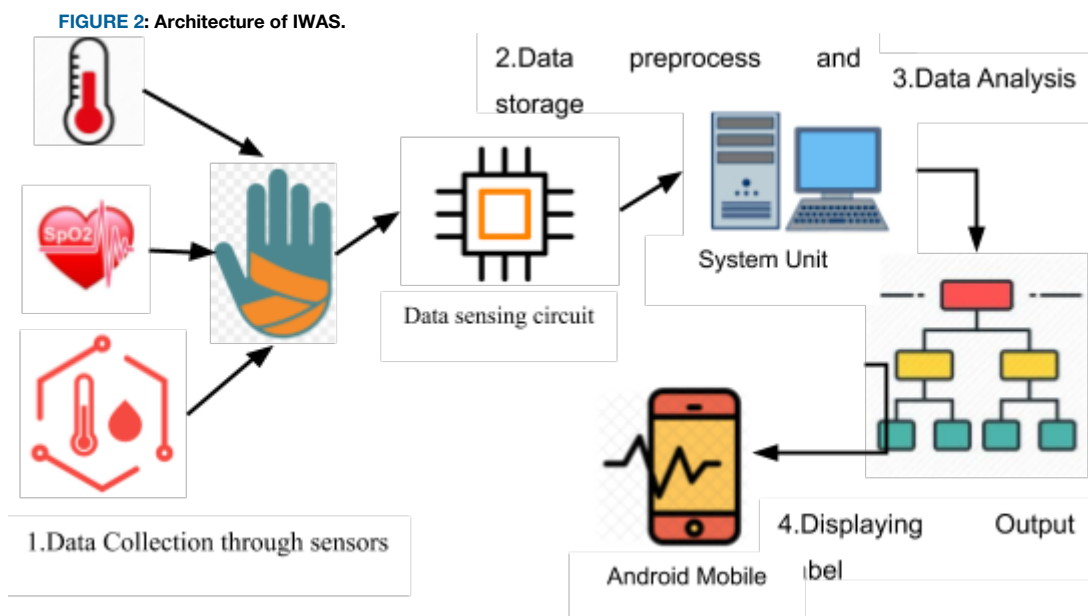 FIGURE 2: Architecture of IWAS.
2.Data preprocess and
storage
3.Data Analysis
SpO2
System Unit
Data sensing circuit
1.Data Collection through sensors
4.Displaying Output
Android Mobile